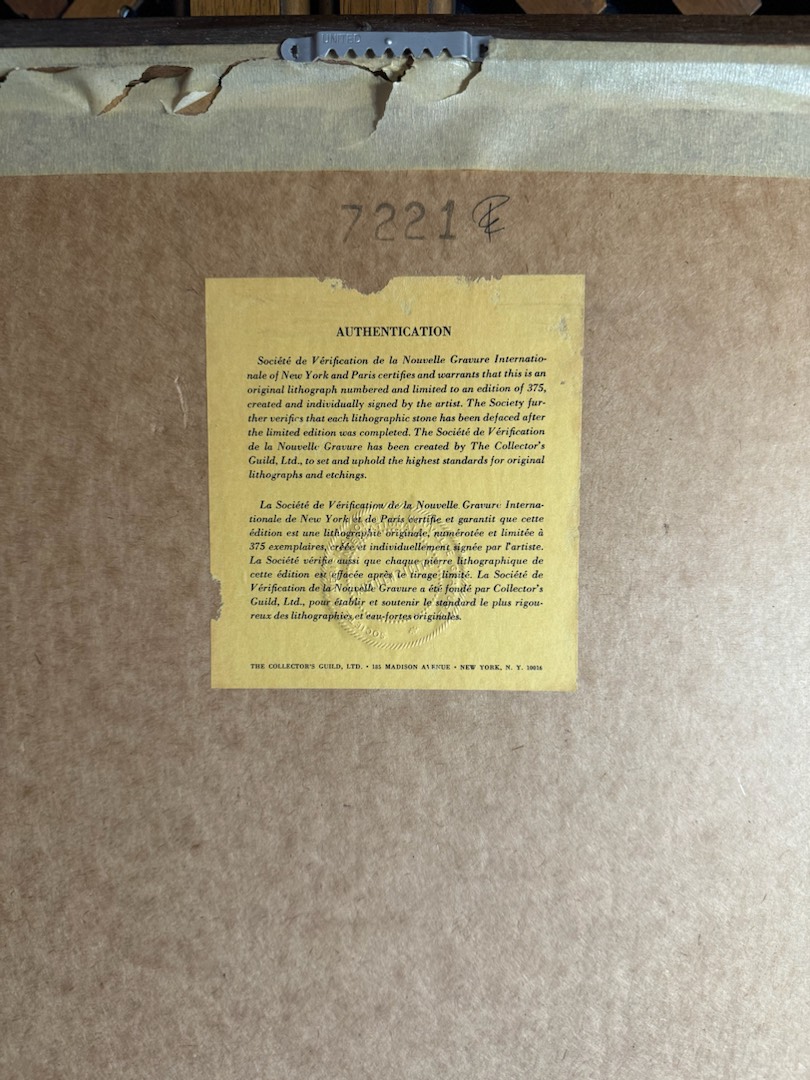 UNITED
7221
AUTHENTICATION
Société de Vérification de la Nouvelle Gravure Internatio-
nale of New York and Paris certifies and warrants that this is an
original lithograph numbered and limited to an edition of 375,
created and individually signed by the artist. The Society fur-
ther verifies that each lithographic stone has been defaced after
the limited edition was completed. The Société de Vérification
de la Nouvelle Gravure has been created by The Collector's
Guild, Ltd., to set and uphold the highest standards for original
lithographs and etchings.
La Société de Vérification de la Nouvelle Gravure Interna-
tionale de New York et de Paris certifie et garantit que cette
édition est une lithographie originale, numérotée et limitée à
375 exemplaires, créée et individuellement signée par l'artiste.
La Société vérifie aussi que chaque pierre lithographique de
cette édition est effacée après le tirage limité. La Société de
Vérification de la Nouvelle Gravure a été fondé par Collector's
Guild, Ltd., pour établir et soutenir le standard le plus rigou-
reux des lithographies et eau-fortes originales.
THE COLLECTOR'S GUILD, LTD. • 185 MADISON AVENUE • NEW YORK, N. Y. 10016